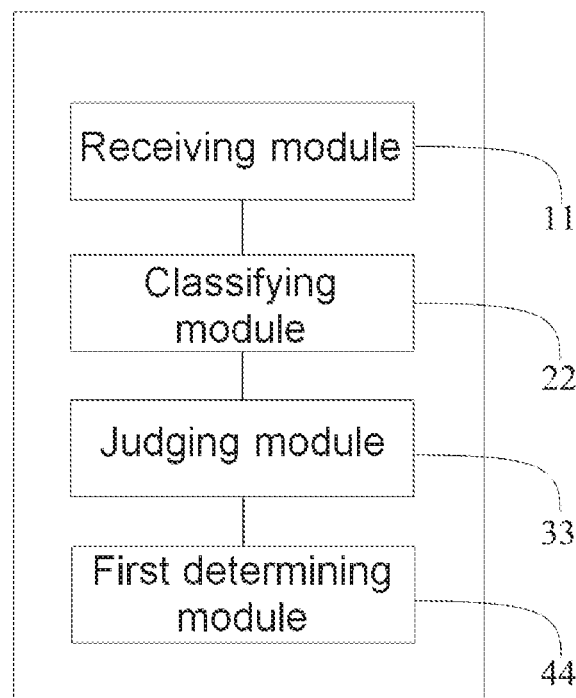 Receiving module
11
Classifying
module
22
Judging module
33
First determining
module
44